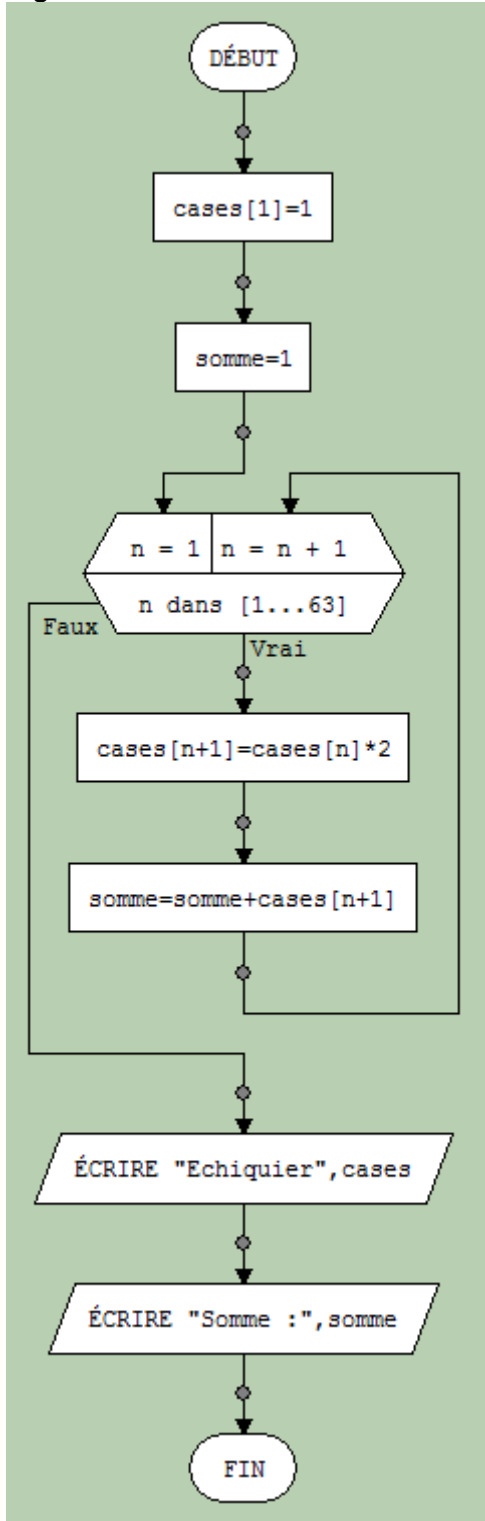 DÉBUT
cases[1]=1
somme=1
n = 1 n = n + 1
n dans [1...63]
Faux
Vrai
cases[n+1]=cases[n]*2
somme=somme+cases[n+1]
ÉCRIRE "Echiquier",cases
ÉCRIRE "Somme :",somme
FIN